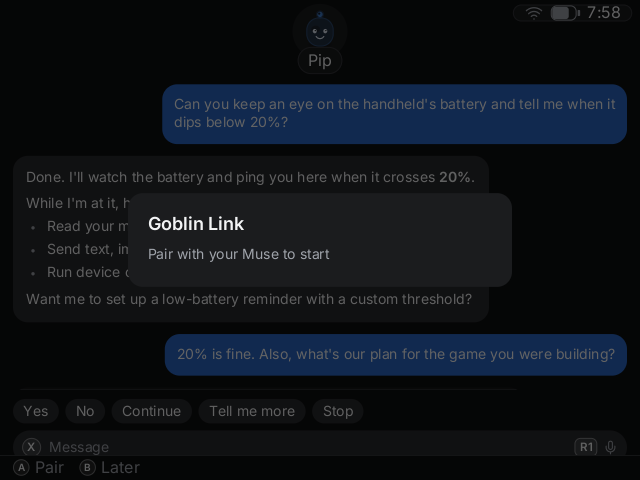 7:58
Pip
Can you keep an eye on the handheld's battery and tell me when it
dips below 20%?
Done. I'll watch the battery and ping you here when it crosses 20%.
While I'm at it,
Read your
Send text,
Run device
Want me to set up a low-battery reminder with a custom threshold?
Goblin Link
Pair with your Muse to start
20% is fine. Also, what's our plan for the game you were building?
Yes No Continue Tell me more Stop
X Message R1
A Pair B Later